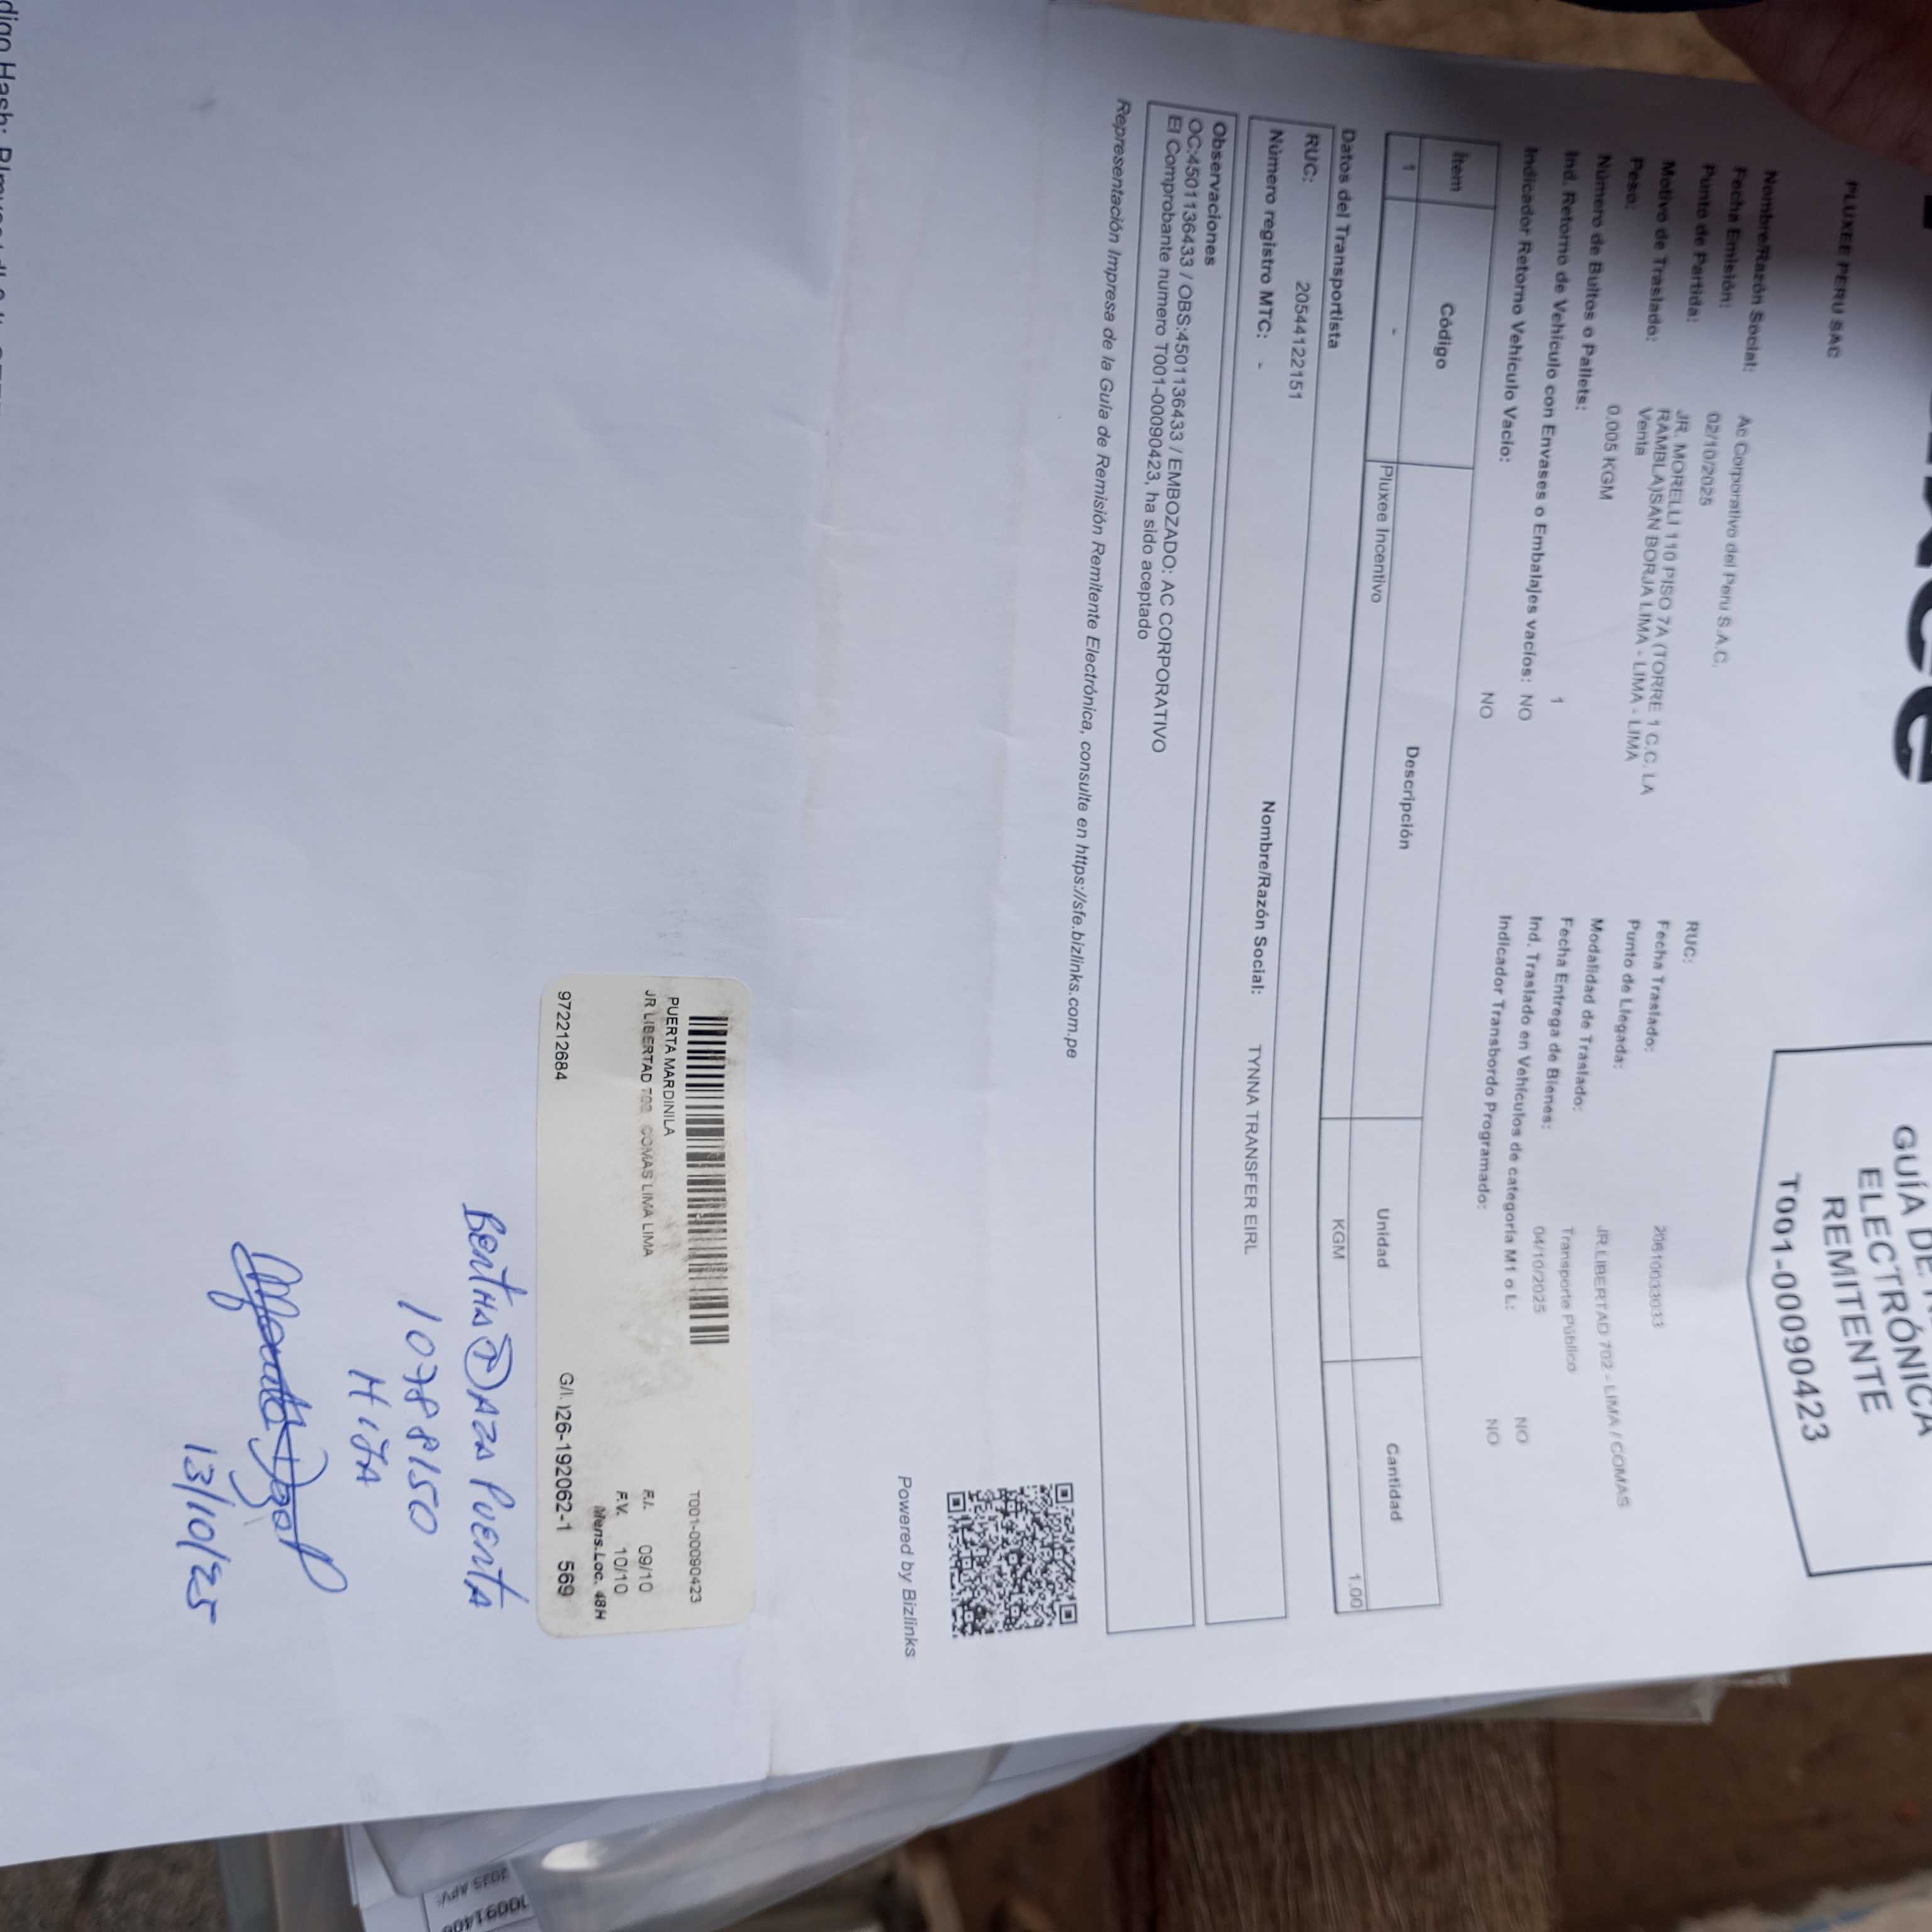 GUÍA DE
ELECTRÓNICA
REMITENTE
T001-00090423
PLUXEE PERU SAC
Nombre/Razón Social: Ac Corporativo del Peru S.A.C.
RUC: 20610033033
Fecha Emisión: 02/10/2025
Fecha Traslado:
Punto de Partida: JR. MORELLI 110 PISO 7A (TORRE 1 C.C. LA
RAMBLA)SAN BORJA LIMA - LIMA - LIMA
Punto de Llegada: JR.LIBERTAD 702 - LIMA / COMAS
Motivo de Traslado: Venta
Modalidad de Traslado: Transporte Público
Peso: 0.005 KGM
Fecha Entrega de Bienes: 04/10/2025
Número de Bultos o Pallets: 1
Ind. Traslado en Vehículos de categoría M1 o L: NO
Ind. Retorno de Vehículo con Envases o Embalajes vacíos: NO
Indicador Transbordo Programado: NO
Indicador Retorno Vehículo Vacío: NO
Item Código Descripción Unidad Cantidad
1 - Pluxee Incentivo KGM 1.00
Datos del Transportista
RUC: 20544122151
Nombre/Razón Social: TYNNA TRANSFER EIRL
Número registro MTC: -
Observaciones
OC:4501136433 / OBS:4501136433 / EMBOZADO: AC CORPORATIVO
El Comprobante numero T001-00090423, ha sido aceptado
Representación Impresa de la Guía de Remisión Remitente Electrónica, consulte en https://sfe.bizlinks.com.pe
Powered by Bizlinks
T001-00090423
PUERTA MARDINILA
JR LIBERTAD 702 COMAS LIMA LIMA
F.I. 09/10
F.V. 10/10
Mens.Loc. 48H
972212684
G/I. )26-192062-1 569
Bertha D AZA Puerta
10788150
HIJA
13/10/25